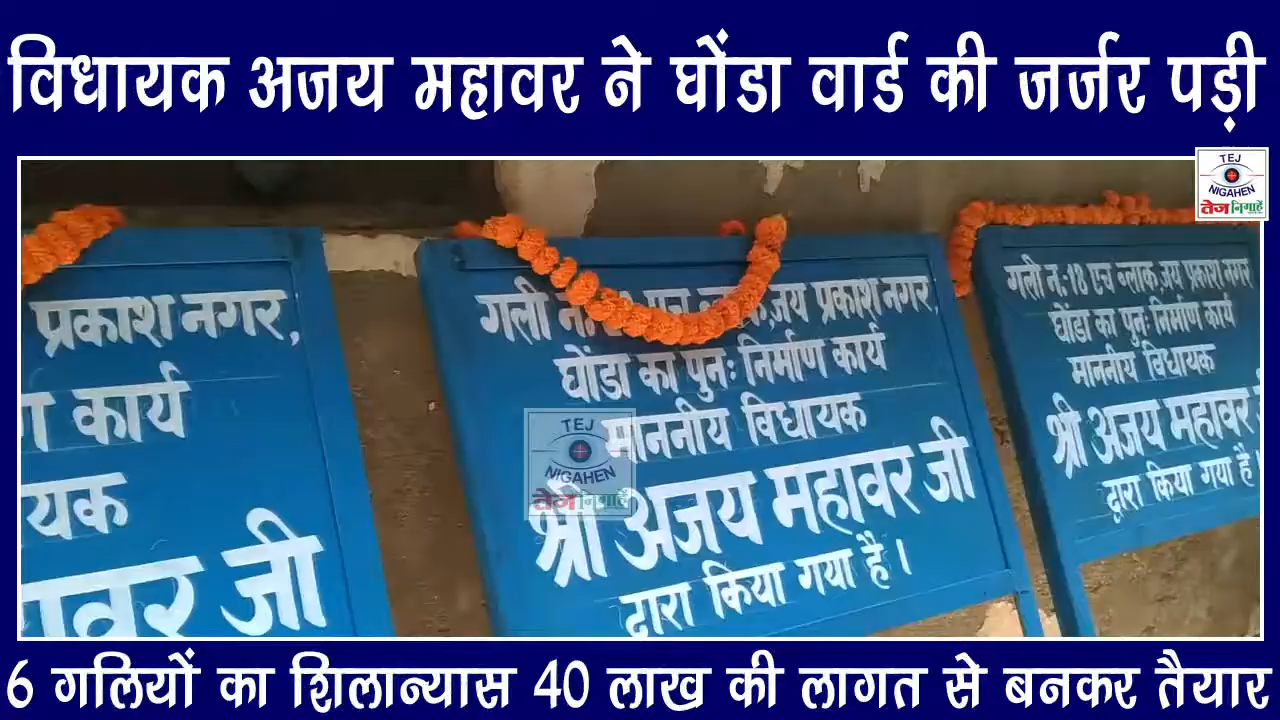 विधायक अजय महावर ने घोंडा वार्ड की जर्जर पड़ी
TEJ
NIGAHEN
तेज निगाहें
प्रकाश नगर,
कार्य
यक
जी
गली एच ब्लाक, जय प्रकाश नगर,
घोंडा का पुनः निर्माण कार्य
माननीय विधायक
श्री अजय महावर जी
द्वारा किया गया है।
TEJ
NIGAHEN
तेज निगाहें
गली नं.-18 एच ब्लाक, जय प्रकाश नगर
घोंडा का पुनः निर्माण कार्य
माननीय विधायक
श्री अजय महावर
द्वारा किया गया है।
6 गलियों का शिलान्यास 40 लाख की लागत से बनकर तैयार